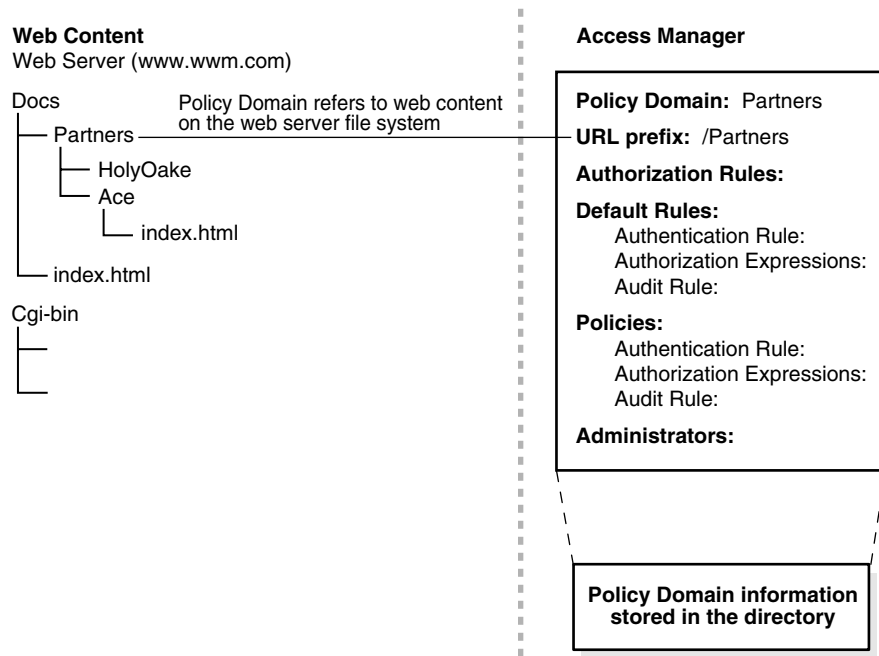 Web Content
Web Server (www.wwm.com)
Docs
Policy Domain refers to web content
on the web server file system
Partners
HolyOake
Ace
index.html
index.html
Cgi-bin
Access Manager
Policy Domain: Partners
URL prefix: /Partners
Authorization Rules:
Default Rules:
Authentication Rule:
Authorization Expressions:
Audit Rule:
Policies:
Authentication Rule:
Authorization Expressions:
Audit Rule:
Administrators:
Policy Domain information
stored in the directory